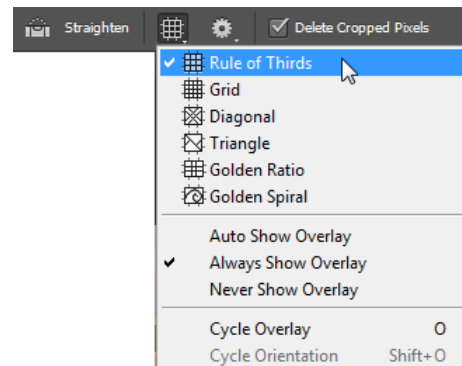 Straighten Delete Cropped Pixels
Rule of Thirds
Grid
Diagonal
Triangle
Golden Ratio
Golden Spiral
Auto Show Overlay
Always Show Overlay
Never Show Overlay
Cycle Overlay O
Cycle Orientation Shift+O